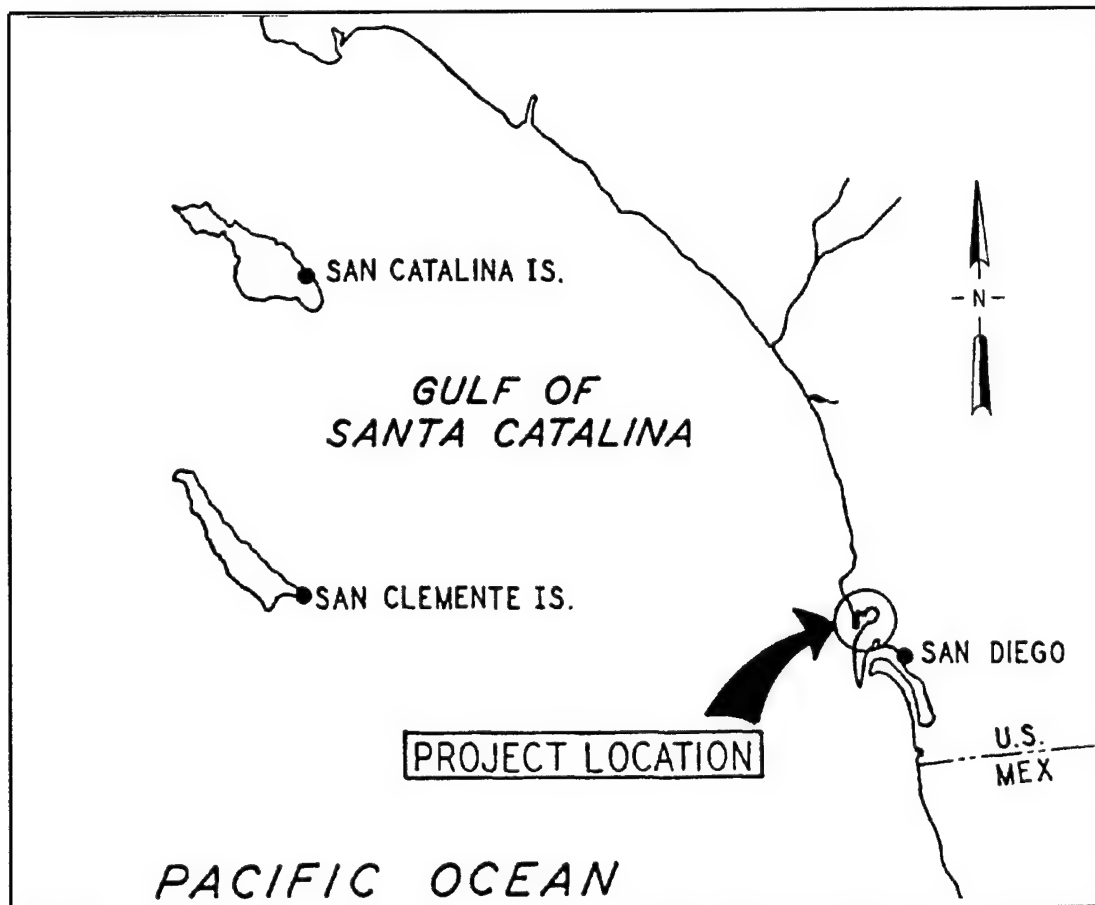 SAN CATALINA IS.
-N-
GULF OF
SANTA CATALINA
SAN CLEMENTE IS.
SAN DIEGO
PROJECT LOCATION
U.S.
MEX
PACIFIC OCEAN